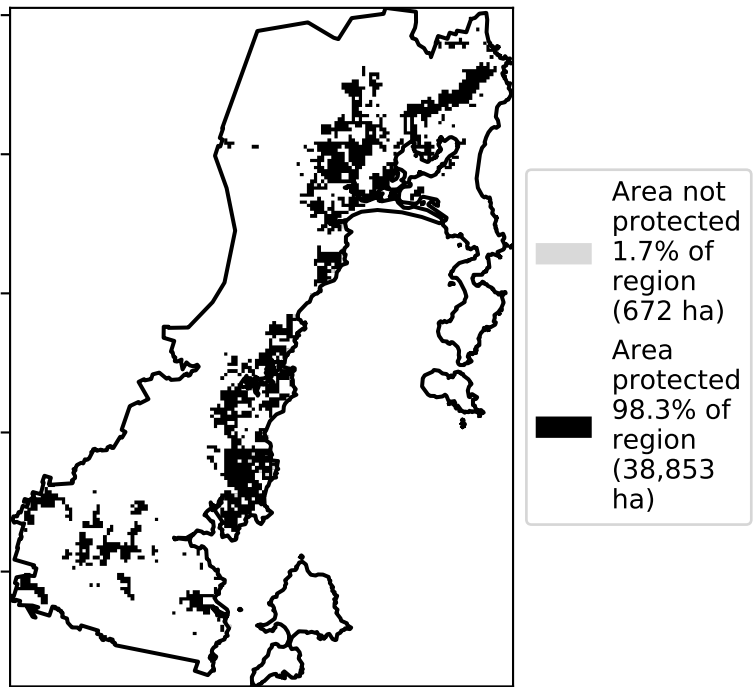 Area not
protected
1.7% of
region
(672 ha)
Area
protected
98.3% of
region
(38,853
ha)